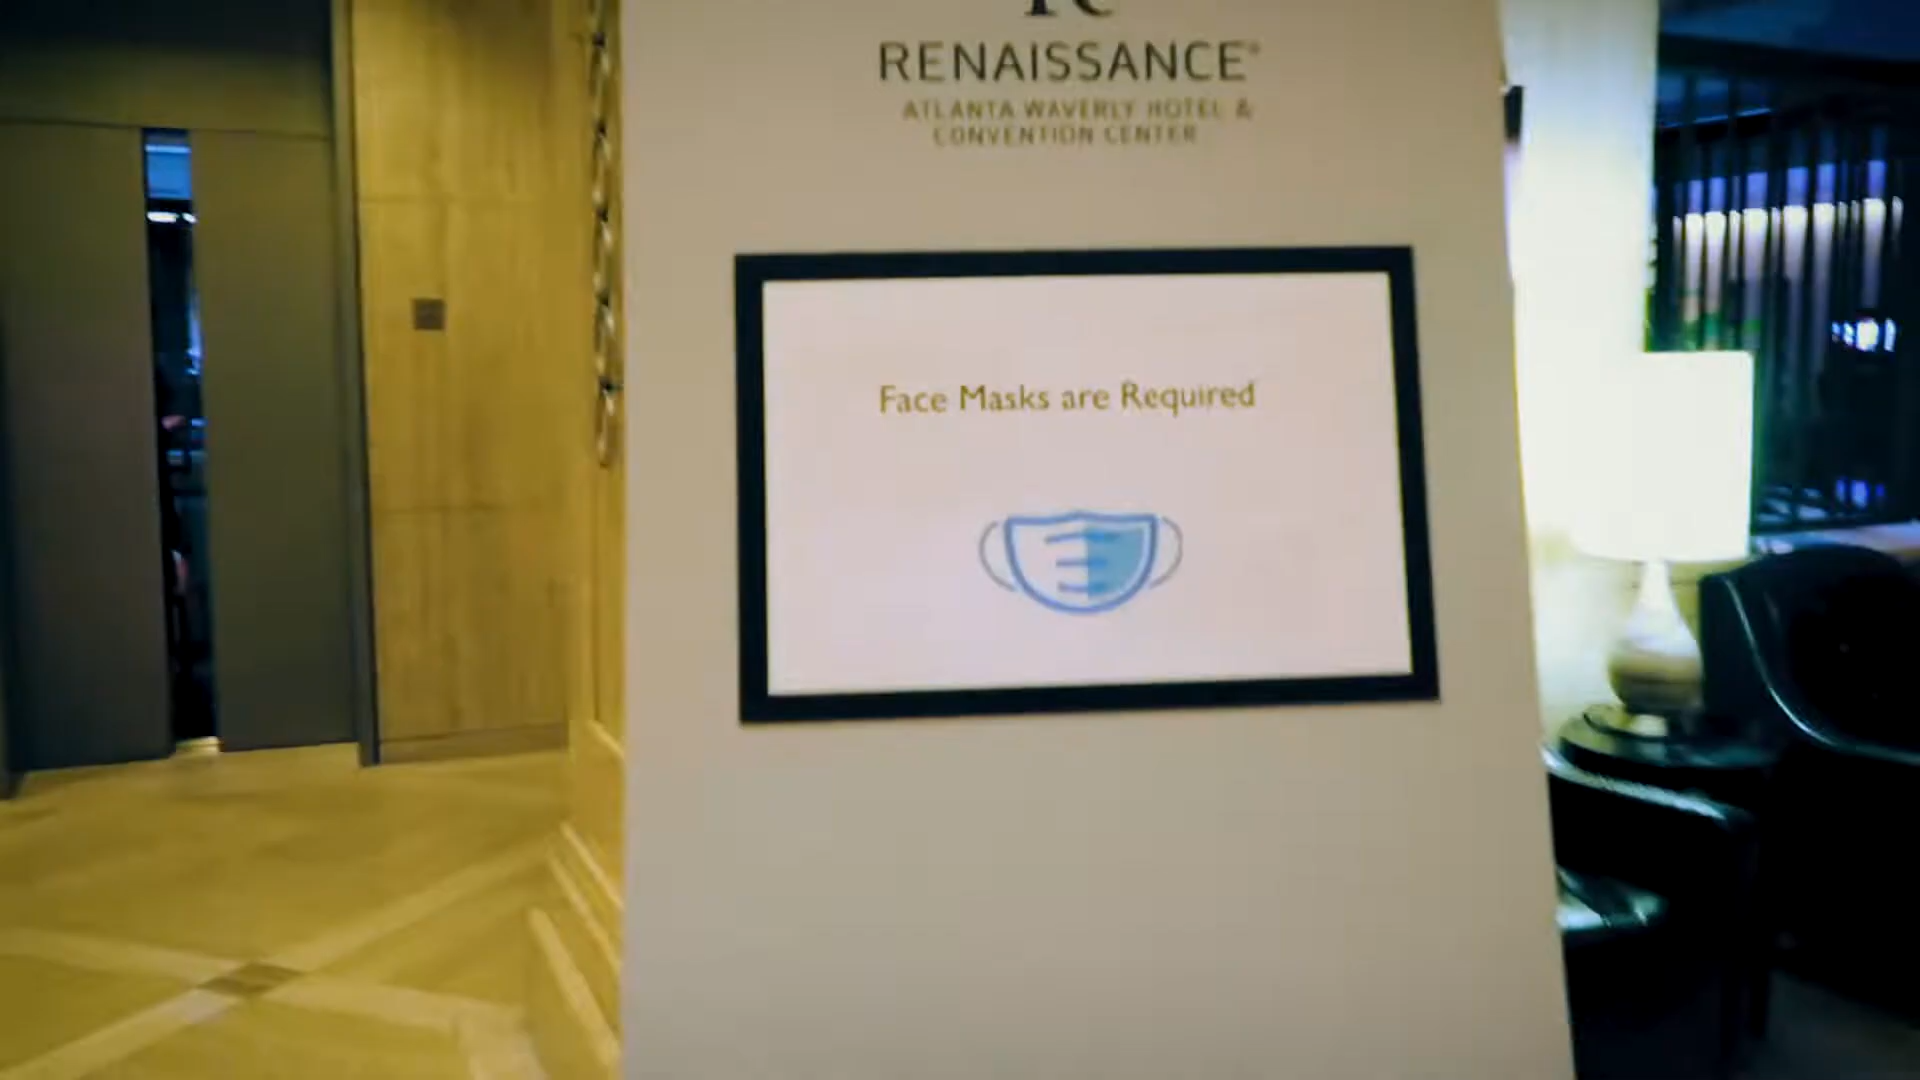 RENAISSANCE®
ATLANTA WAVERLY HOTEL &
CONVENTION CENTER
Face Masks are Required